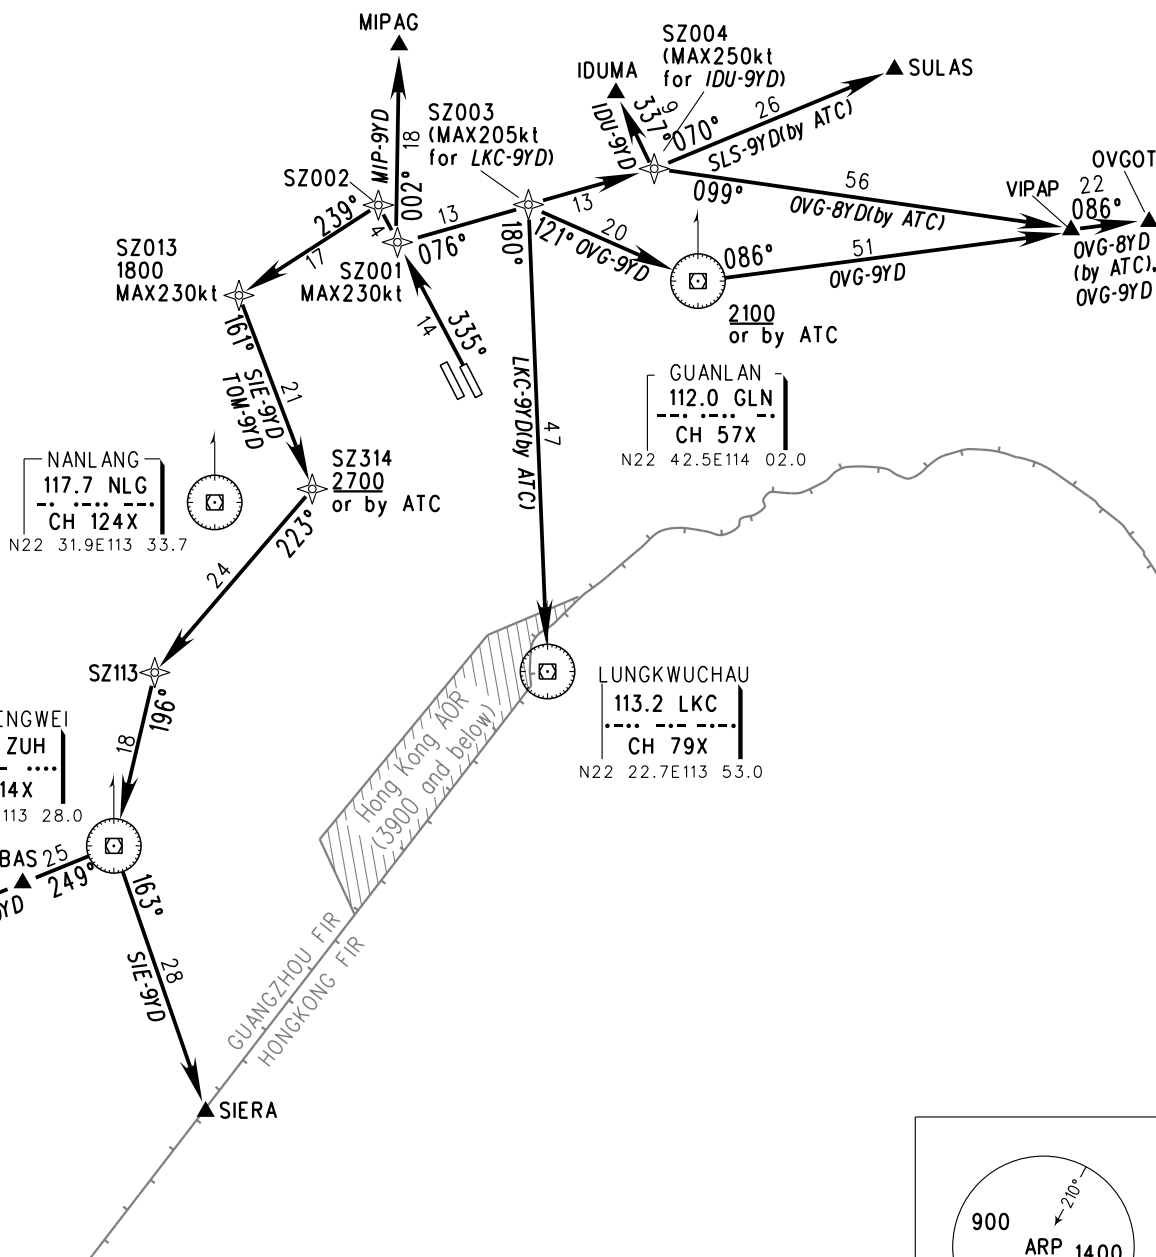 MIPAG
SZ004
(MAX250kt
for IDU-9YD)
IDUMA
SULAS
SZ003
(MAX205kt
for LKC-9YD)
MIP-9YD
18
002°
IDU-9YD
337°
9
070°
26
SLS-9YD(by ATC)
OVGOT
SZ002
239°
17
4
13
076°
13
099°
56
OVG-8YD(by ATC)
VIPAP
22
086°
OVG-8YD
(by ATC),
OVG-9YD
SZ013
1800
MAX230kt
SZ001
MAX230kt
180°
121°
20
OVG-9YD
086°
51
OVG-9YD
2100
or by ATC
161°
21
SIE-9YD
TOM-9YD
14
335°
LKC-9YD(by ATC)
47
GUANLAN
112.0 GLN
CH 57X
N22 42.5E114 02.0
NANLANG
117.7 NLG
CH 124X
N22 31.9E113 33.7
SZ314
2700
or by ATC
223°
24
SZ113
196°
18
LUNGKWUCHAU
113.2 LKC
CH 79X
N22 22.7E113 53.0
Hong Kong AOR
(3900 and below)
ENGWEI
ZUH
14X
113 28.0
BAS
25
249°
YD
163°
28
SIE-9YD
GUANGZHOU FIR
HONGKONG FIR
SIERA
210°
900
ARP
1400